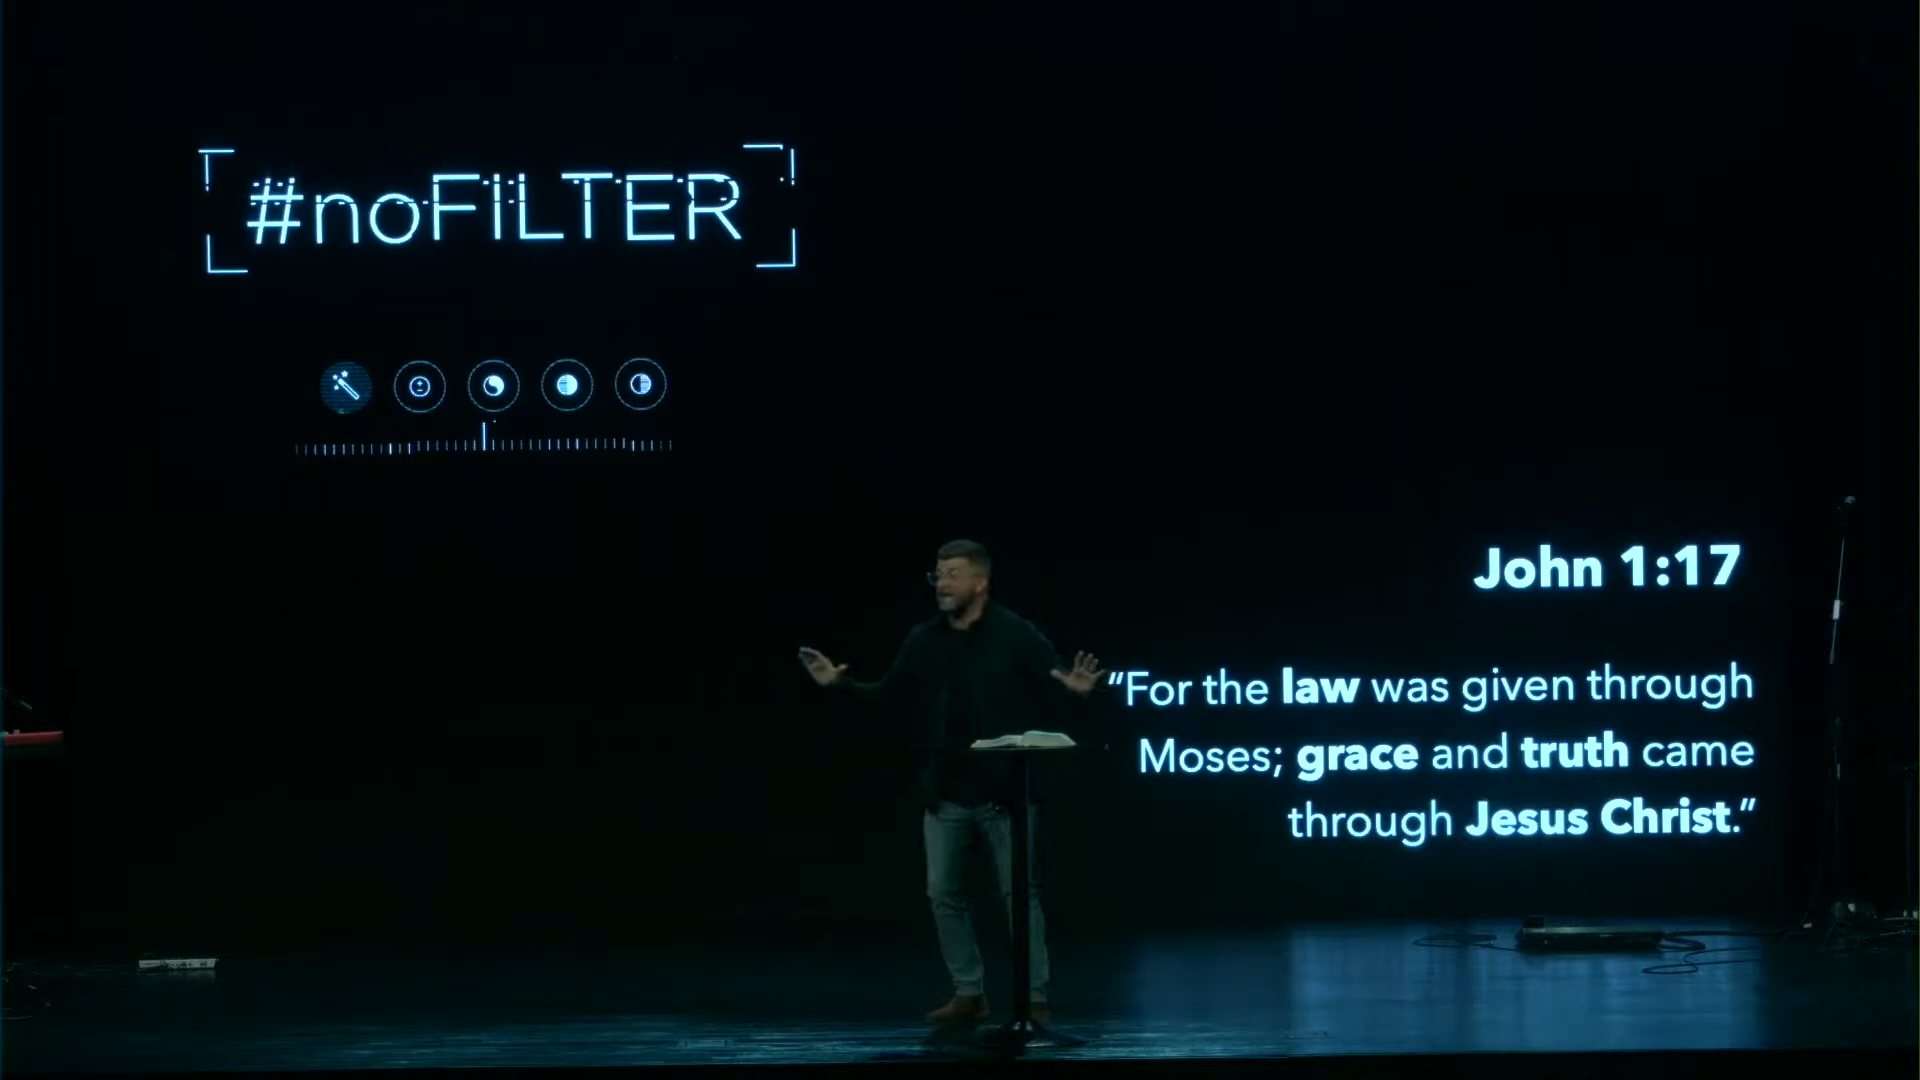 #noFILTER
John 1:17
“For the law was given through
Moses; grace and truth came
through Jesus Christ.”